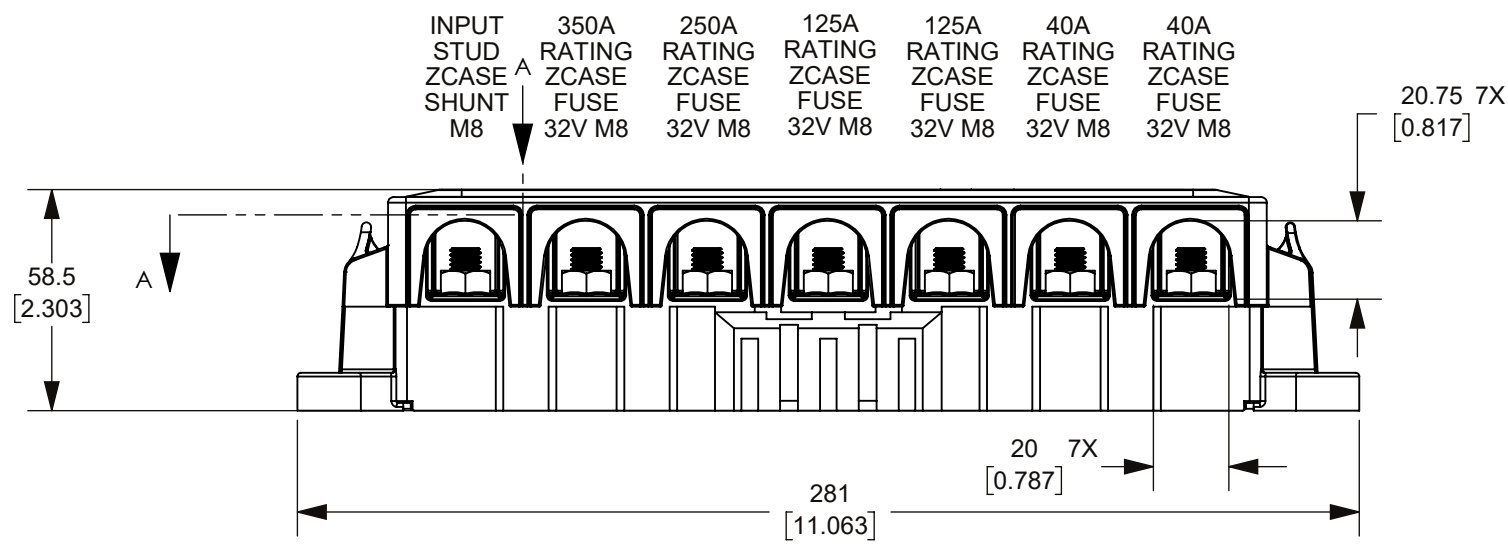 INPUT
STUD
ZCASE
SHUNT
M8
350A
RATING
ZCASE
FUSE
32V M8
250A
RATING
ZCASE
FUSE
32V M8
125A
RATING
ZCASE
FUSE
32V M8
125A
RATING
ZCASE
FUSE
32V M8
40A
RATING
ZCASE
FUSE
32V M8
40A
RATING
ZCASE
FUSE
32V M8
A
20.75 7X
[0.817]
A
58.5
[2.303]
20 7X
[0.787]
281
[11.063]